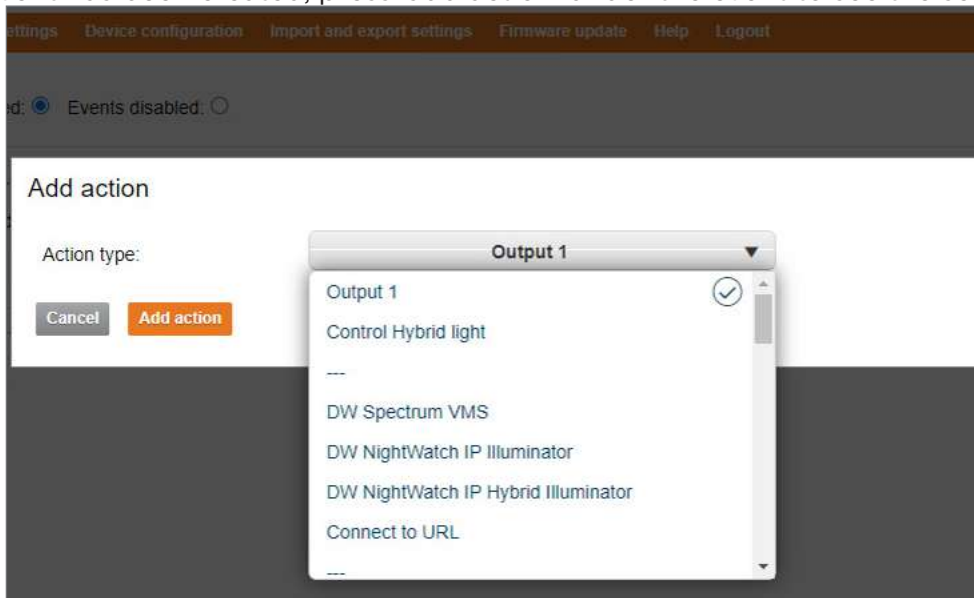 ettings Device configuration Import and export settings Firmware update Help Logout
ed: Events disabled:
Add action
Action type:
Output 1
Output 1
Control Hybrid light
Cancel Add action
---
DW Spectrum VMS
DW NightWatch IP Illuminator
DW NightWatch IP Hybrid Illuminator
Connect to URL
---